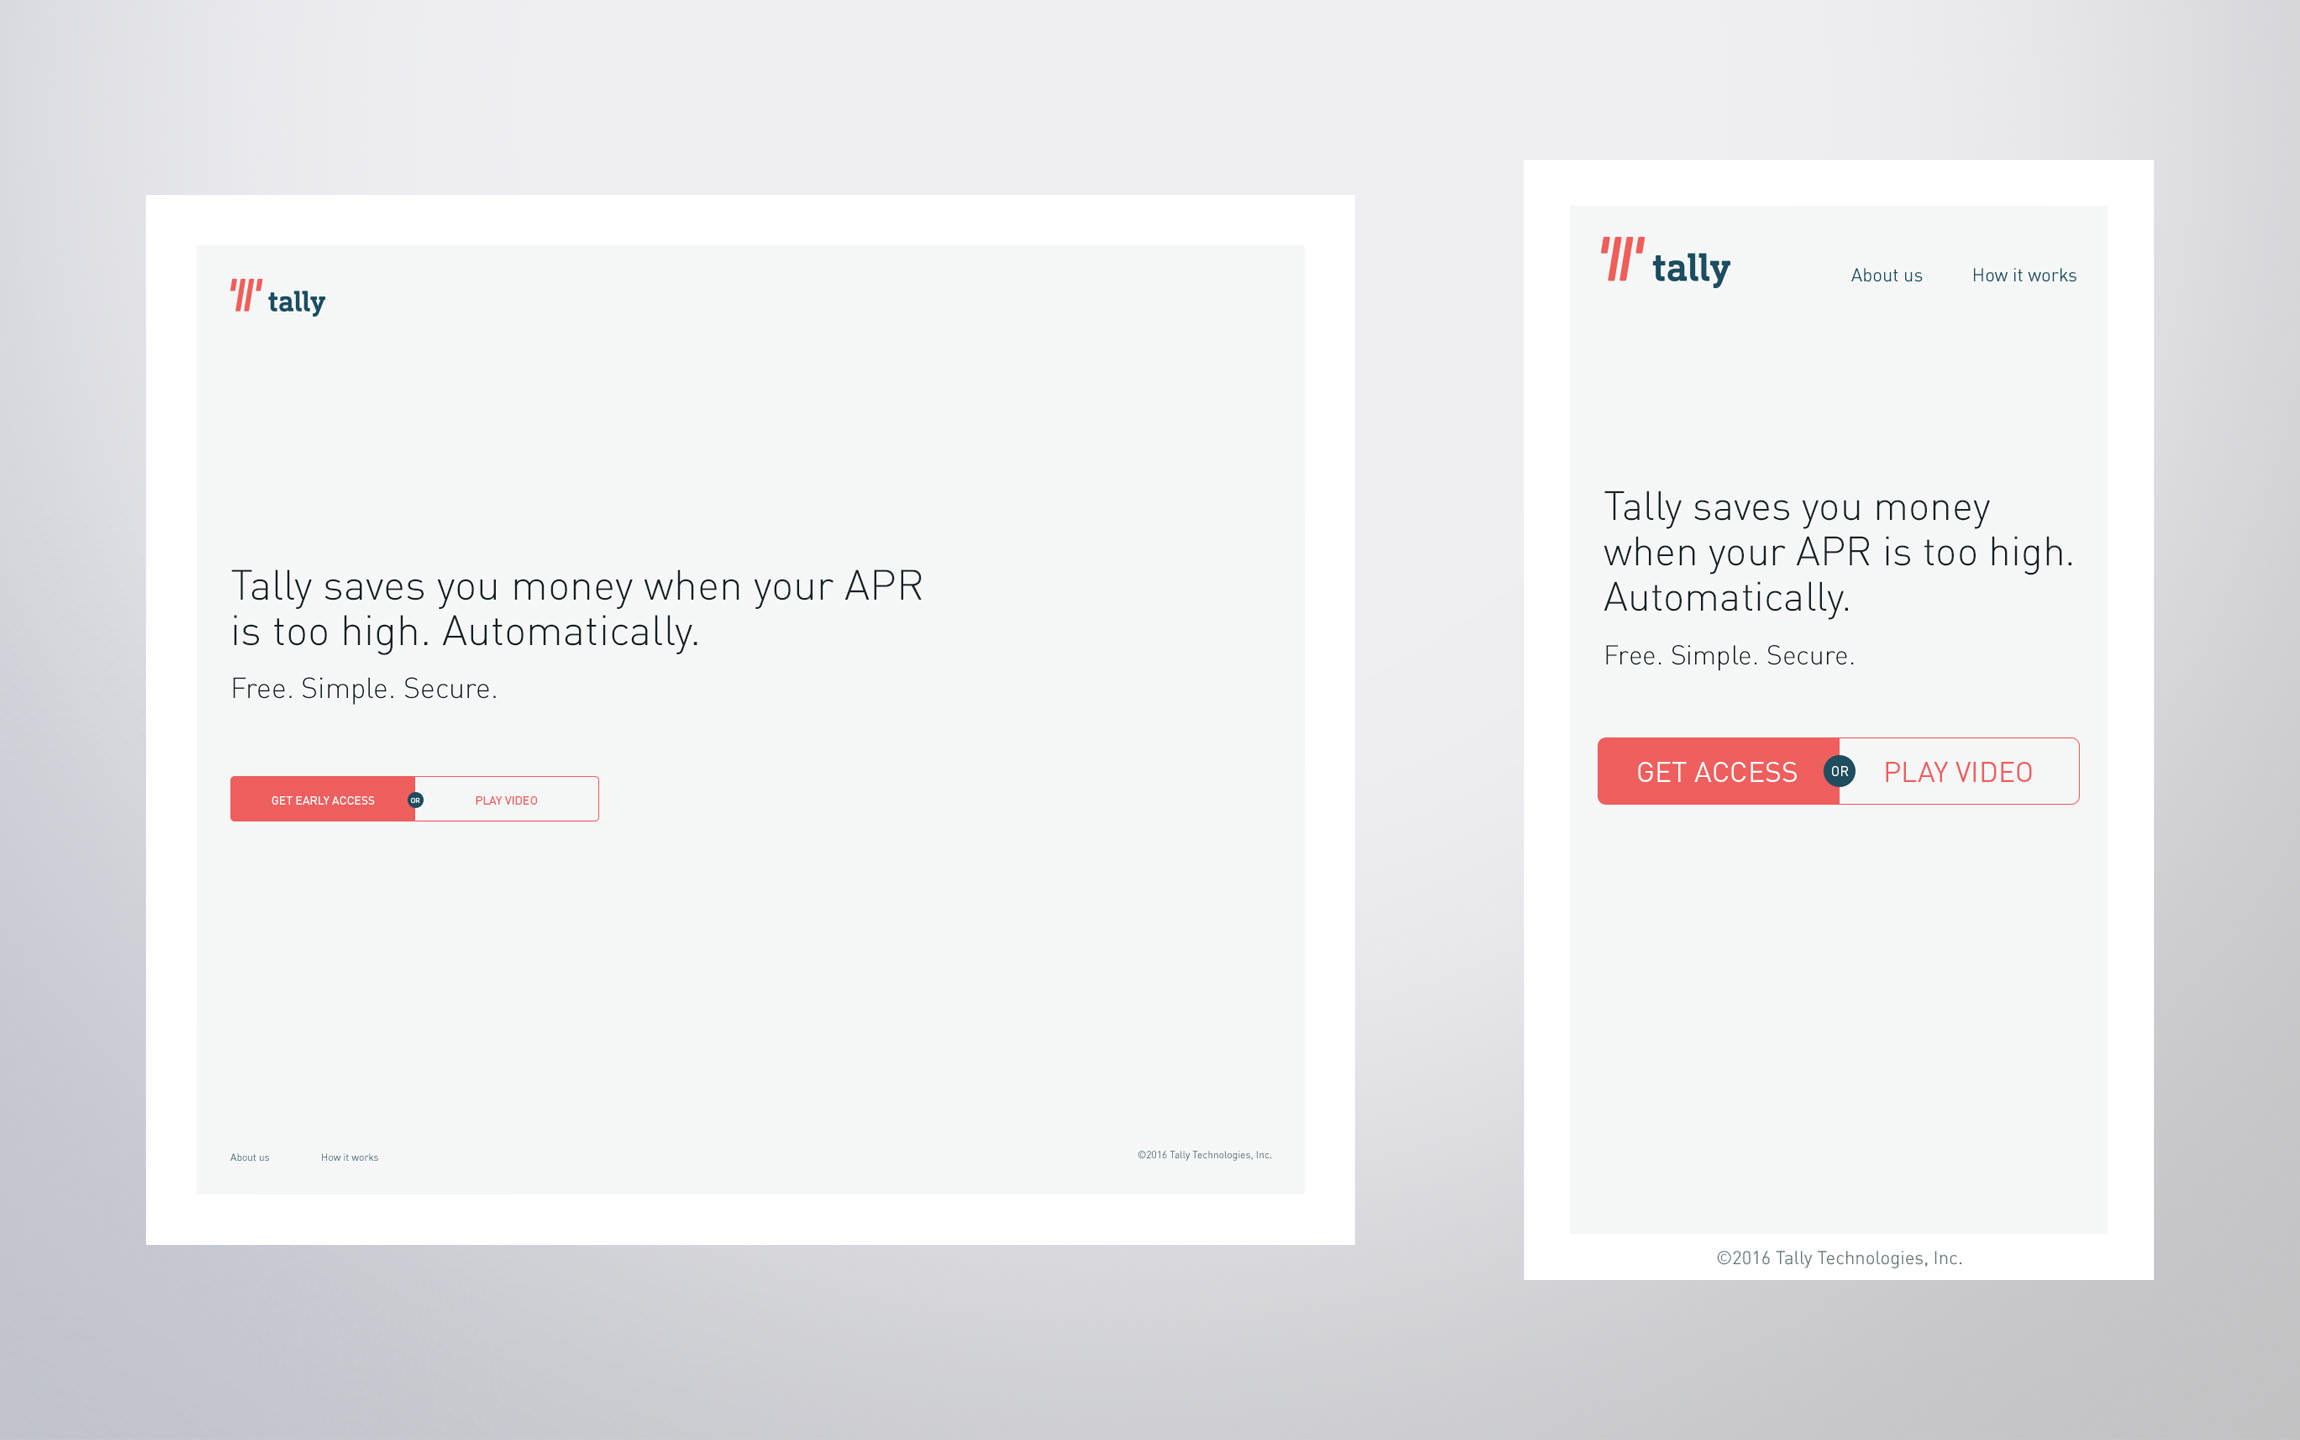 tally
Tally saves you money when your APR
is too high. Automatically.
Free. Simple. Secure.
GET EARLY ACCESS OR PLAY VIDEO
About us How it works
©2016 Tally Technologies, Inc.
tally
About us How it works
Tally saves you money
when your APR is too high.
Automatically.
Free. Simple. Secure.
GET ACCESS OR PLAY VIDEO
©2016 Tally Technologies, Inc.